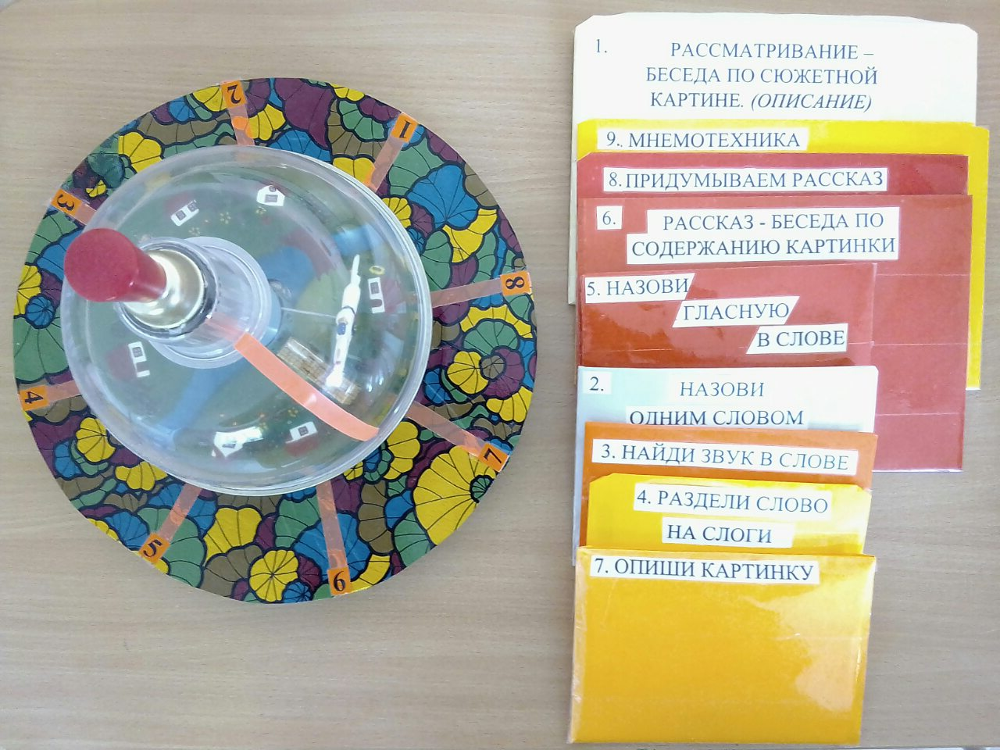 1. РАССМАТРИВАНИЕ –
БЕСЕДА ПО СЮЖЕТНОЙ
КАРТИНЕ. (ОПИСАНИЕ)
9. МНЕМОТЕХНИКА
8. ПРИДУМЫВАЕМ РАССКАЗ
6. РАССКАЗ - БЕСЕДА ПО
СОДЕРЖАНИЮ КАРТИНКИ
5. НАЗОВИ
ГЛАСНУЮ
В СЛОВЕ
2. НАЗОВИ
ОДНИМ СЛОВОМ
3. НАЙДИ ЗВУК В СЛОВЕ
4. РАЗДЕЛИ СЛОВО
НА СЛОГИ
7. ОПИШИ КАРТИНКУ
1
2
3
4
5
6
7
8